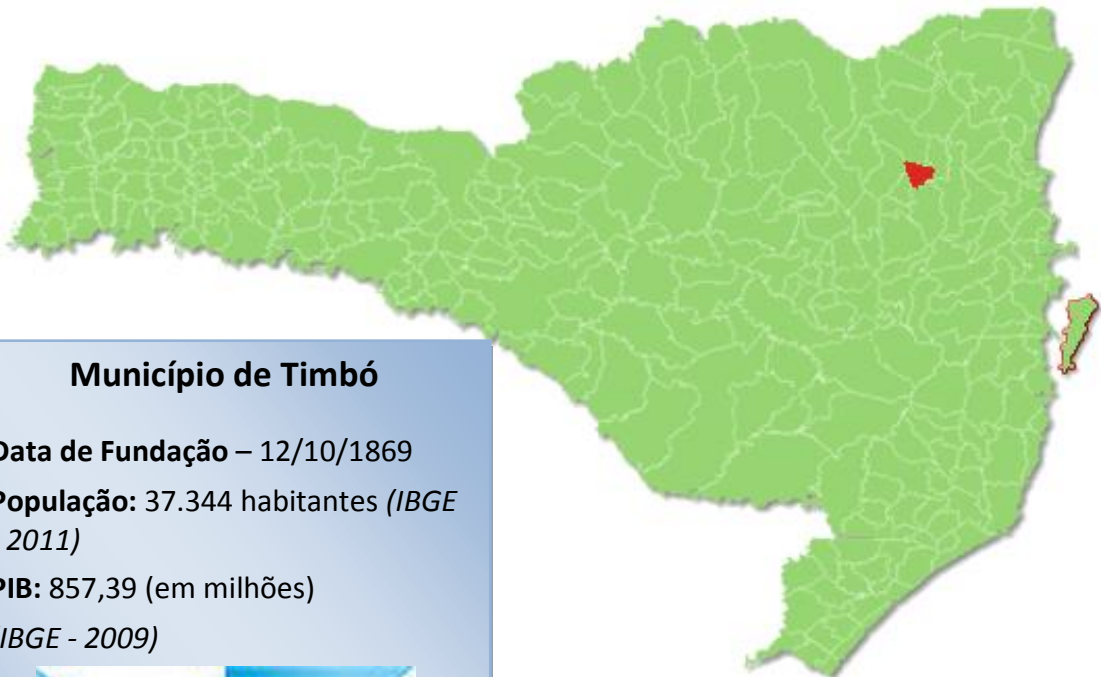 Município de Timbó
Data de Fundação – 12/10/1869
População: 37.344 habitantes (IBGE
2011)
PIB: 857,39 (em milhões)
IBGE - 2009)